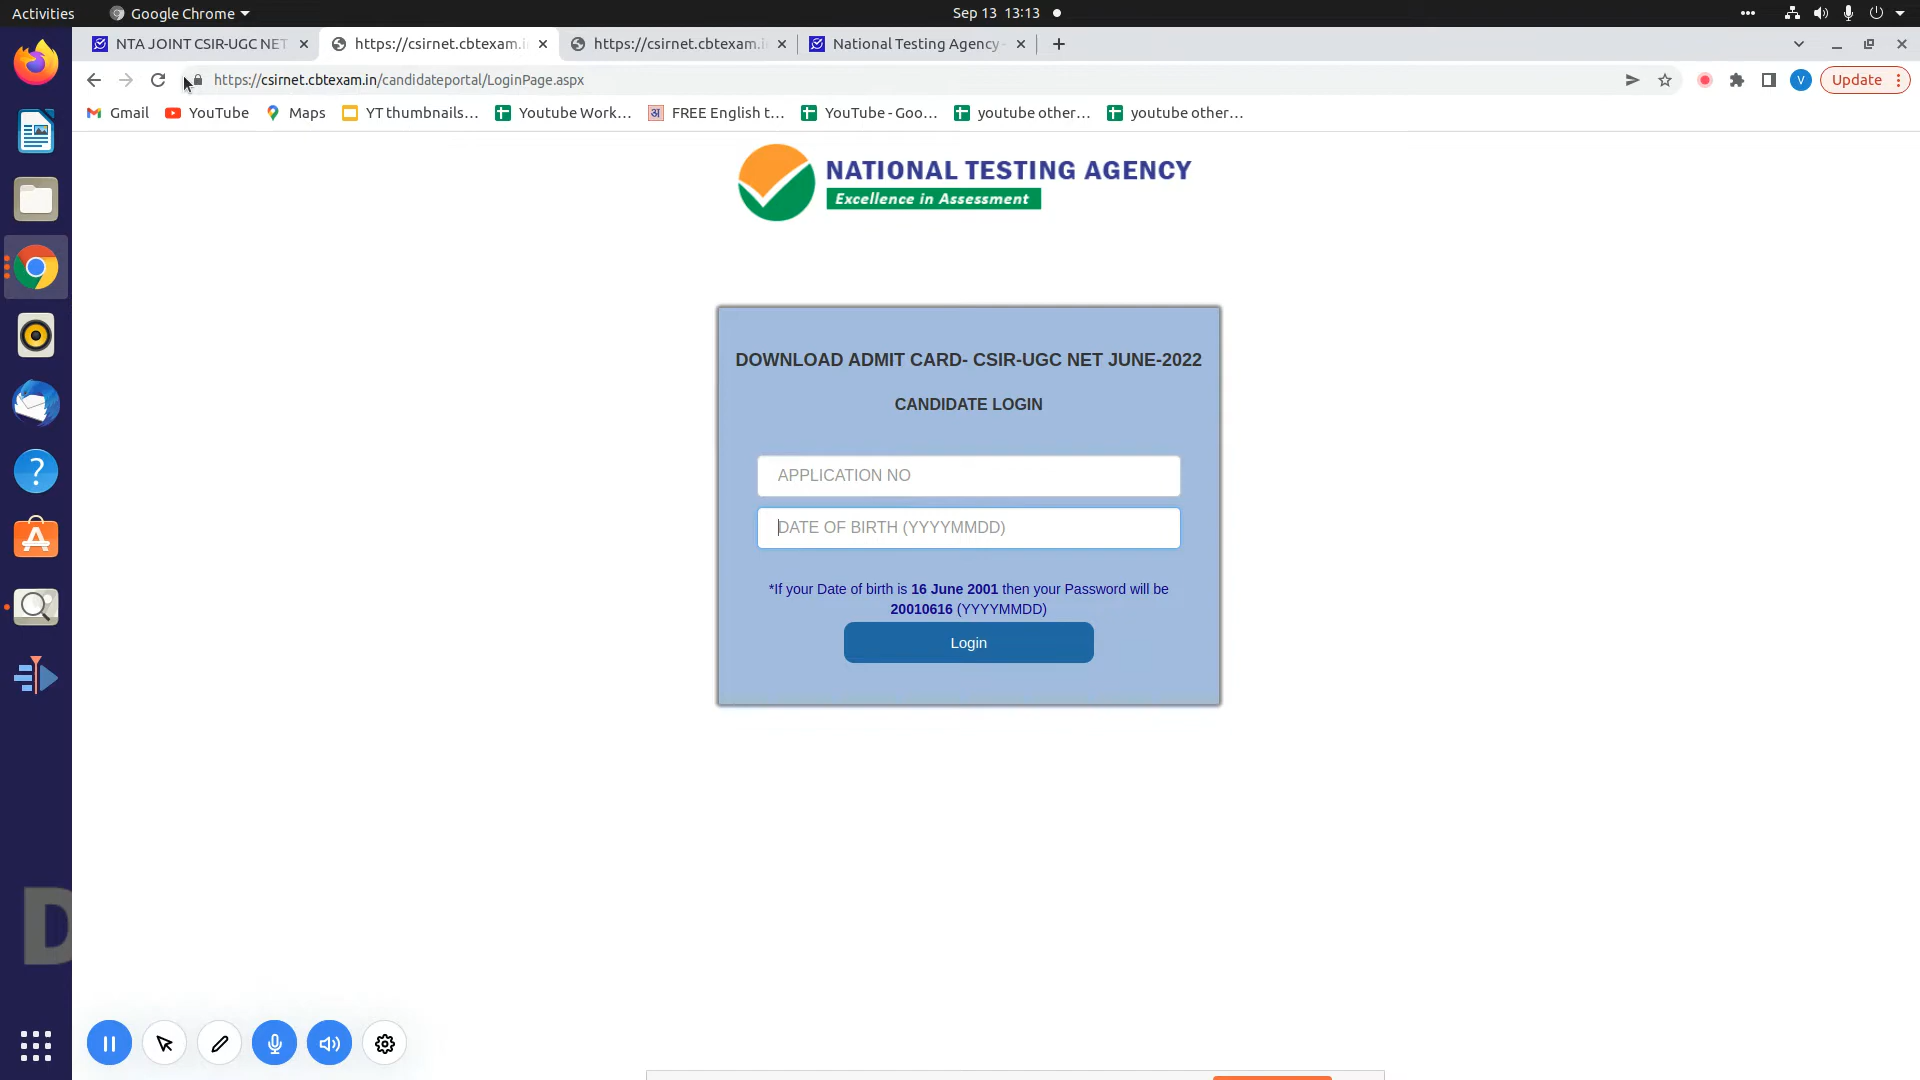 Activities
Google Chrome
Sep 13 13:13
NTA JOINT CSIR-UGC NET
https://csirnet.cbtexam.i
https://csirnet.cbtexam.i
National Testing Agency
https://csirnet.cbtexam.in/candidateportal/LoginPage.aspx
V
Update
Gmail
YouTube
Maps
YT thumbnails...
Youtube Work...
FREE English t...
YouTube - Goo...
youtube other...
youtube other...
NATIONAL TESTING AGENCY
Excellence in Assessment
DOWNLOAD ADMIT CARD- CSIR-UGC NET JUNE-2022
CANDIDATE LOGIN
APPLICATION NO
DATE OF BIRTH (YYYYMMDD)
*If your Date of birth is 16 June 2001 then your Password will be
20010616 (YYYYMMDD)
Login
D